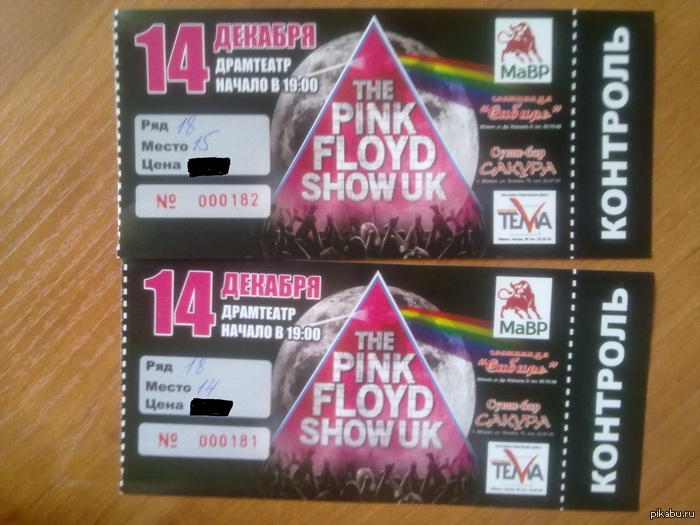 14 ДЕКАБРЯ
ДРАМТЕАТР
НАЧАЛО В 19:00
Ряд 18
Место 15
Цена
№ 000182
THE
PINK
FLOYD
SHOW UK
МаВР
гостиница
"Сибирь"
Суши-бар
САКУРА
ТЕМА
КОНТРОЛЬ
14 ДЕКАБРЯ
ДРАМТЕАТР
НАЧАЛО В 19:00
Ряд 18
Место 14
Цена
№ 000181
THE
PINK
FLOYD
SHOW UK
МаВР
гостиница
"Сибирь"
Суши-бар
САКУРА
ТЕМА
КОНТРОЛЬ
pikabu.ru